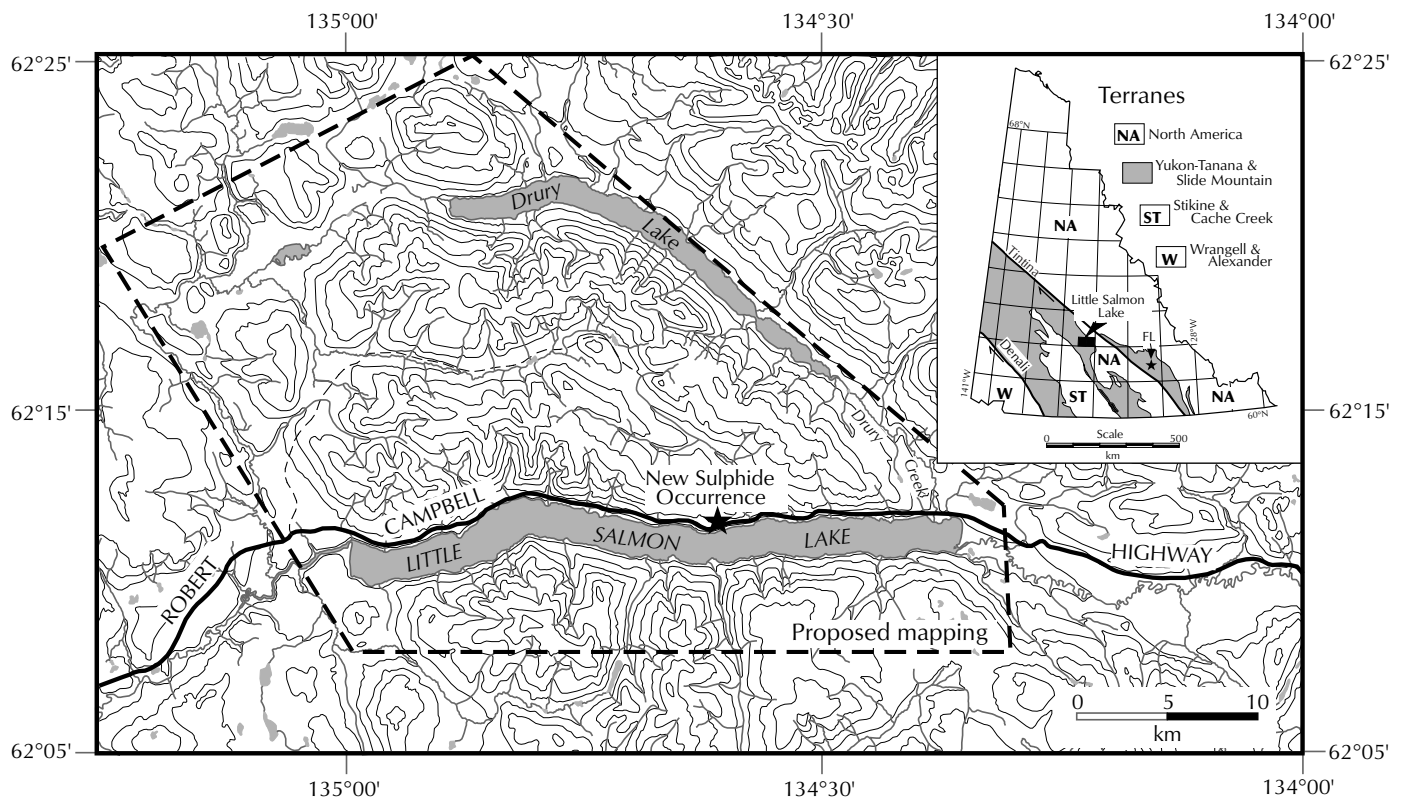 135°00'
134°30'
134°00'
62°25'
62°25'
Terranes
68°N
NA North America
Yukon-Tanana &
Slide Mountain
Drury
Stikine &
ST
Cache Creek
Lake
NA
Wrangell &
W
Alexander
Tintina
Little Salmon
Lake
FL
128°W
Denali
NA
141°W
W
ST
NA
60°N
62°15'
62°15'
Drury
Creek
Scale
0 500
km
New Sulphide
Occurrence
ROBERT
CAMPBELL
HIGHWAY
LITTLE
SALMON
LAKE
Proposed mapping
0 5 10
km
62°05'
62°05'
135°00'
134°30'
134°00'